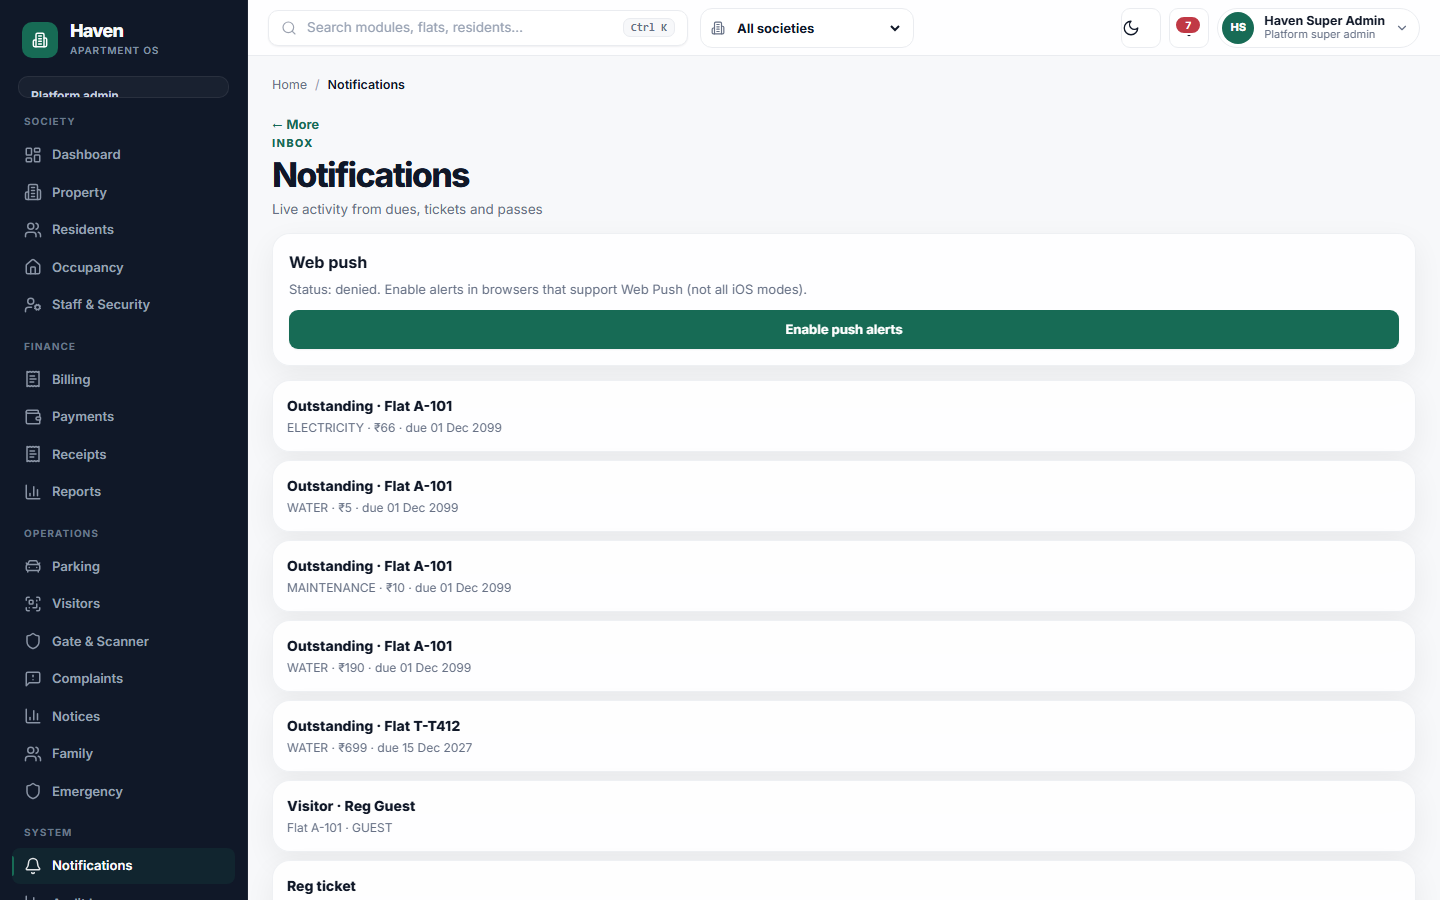 Haven
APARTMENT OS
Platform admin
SOCIETY
Dashboard
Property
Residents
Occupancy
Staff & Security
FINANCE
Billing
Payments
Receipts
Reports
OPERATIONS
Parking
Visitors
Gate & Scanner
Complaints
Notices
Family
Emergency
SYSTEM
Notifications
Search modules, flats, residents...
Ctrl K
All societies
7
HS
Haven Super Admin
Platform super admin
Home / Notifications
← More
INBOX
Notifications
Live activity from dues, tickets and passes
Web push
Status: denied. Enable alerts in browsers that support Web Push (not all iOS modes).
Enable push alerts
Outstanding · Flat A-101
ELECTRICITY · ₹66 · due 01 Dec 2099
Outstanding · Flat A-101
WATER · ₹5 · due 01 Dec 2099
Outstanding · Flat A-101
MAINTENANCE · ₹10 · due 01 Dec 2099
Outstanding · Flat A-101
WATER · ₹190 · due 01 Dec 2099
Outstanding · Flat T-T412
WATER · ₹699 · due 15 Dec 2027
Visitor · Reg Guest
Flat A-101 · GUEST
Reg ticket